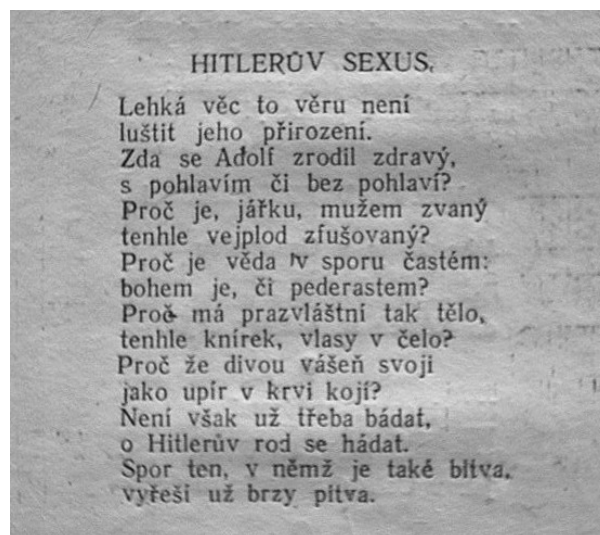 HITLERŮV SEXUS.
Lehká věc to věru není
luštit jeho přirození.
Zda se Adolf zrodil zdravý,
s pohlavím či bez pohlaví?
Proč je, jářku, mužem zvaný
tenhle vejplod zfušovaný?
Proč je věda v sporu častém:
bohem je, či pederastem?
Proč má prazvláštní tak tělo,
tenhle knírek, vlasy v čelo?
Proč že divou vášeň svoji
jako upír v krvi kojí?
Není však už třeba bádat,
o Hitlerův rod se hádat.
Spor ten, v němž je také bitva,
vyřeší už brzy pitva.